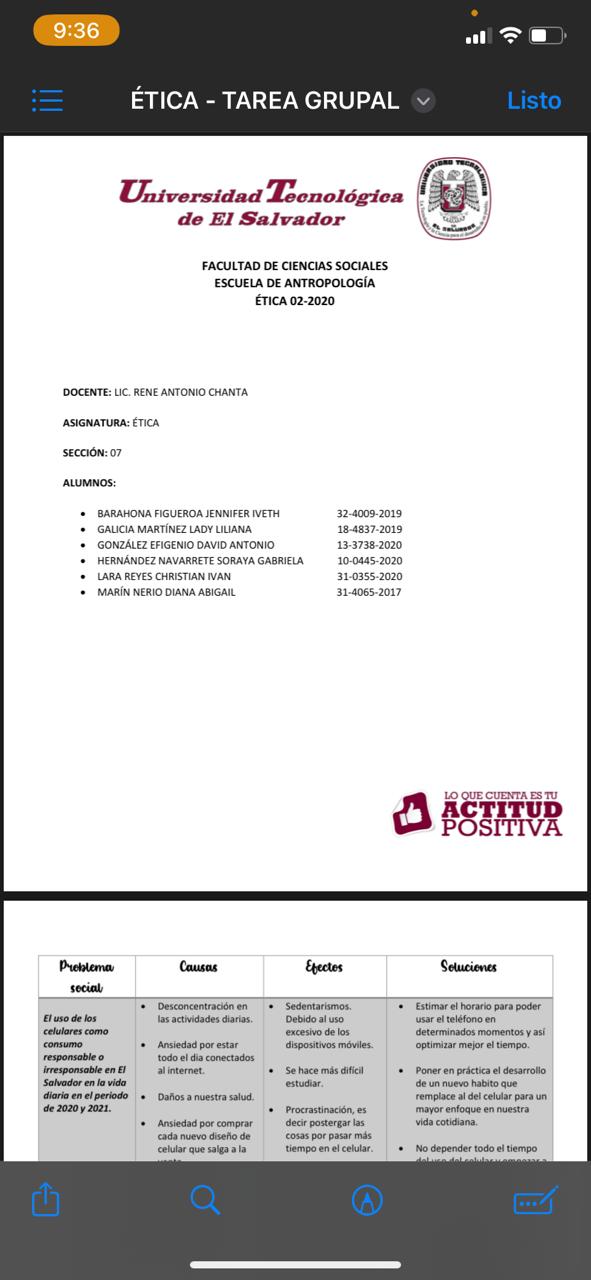 9:36
ÉTICA - TAREA GRUPAL
Listo
Universidad Tecnológica
de El Salvador
FACULTAD DE CIENCIAS SOCIALES
ESCUELA DE ANTROPOLOGÍA
ÉTICA 02-2020
DOCENTE: LIC. RENE ANTONIO CHANTA
ASIGNATURA: ÉTICA
SECCIÓN: 07
ALUMNOS:
• BARAHONA FIGUEROA JENNIFER IVETH 32-4009-2019
• GALICIA MARTÍNEZ LADY LILIANA 18-4837-2019
• GONZÁLEZ EFIGENIO DAVID ANTONIO 13-3738-2020
• HERNÁNDEZ NAVARRETE SORAYA GABRIELA 10-0445-2020
• LARA REYES CHRISTIAN IVAN 31-0355-2020
• MARÍN NERIO DIANA ABIGAIL 31-4065-2017
LO QUE CUENTA ES TU
ACTITUD
POSITIVA
Problema
social
Causas
Efectos
Soluciones
El uso de los
celulares como
consumo
responsable o
irresponsable en El
Salvador en la vida
diaria en el periodo
de 2020 y 2021.
• Desconcentración en
las actividades diarias.
• Ansiedad por estar
todo el dia conectados
al internet.
• Daños a nuestra salud.
• Ansiedad por comprar
cada nuevo diseño de
celular que salga a la
• Sedentarismos.
Debido al uso
excesivo de los
dispositivos móviles.
• Se hace más difícil
estudiar.
• Procrastinación, es
decir postergar las
cosas por pasar más
tiempo en el celular.
• Estimar el horario para poder
usar el teléfono en
determinados momentos y así
optimizar mejor el tiempo.
• Poner en práctica el desarrollo
de un nuevo habito que
remplace al del celular para un
mayor enfoque en nuestra
vida cotidiana.
• No depender todo el tiempo
del uso del celular y empezar a